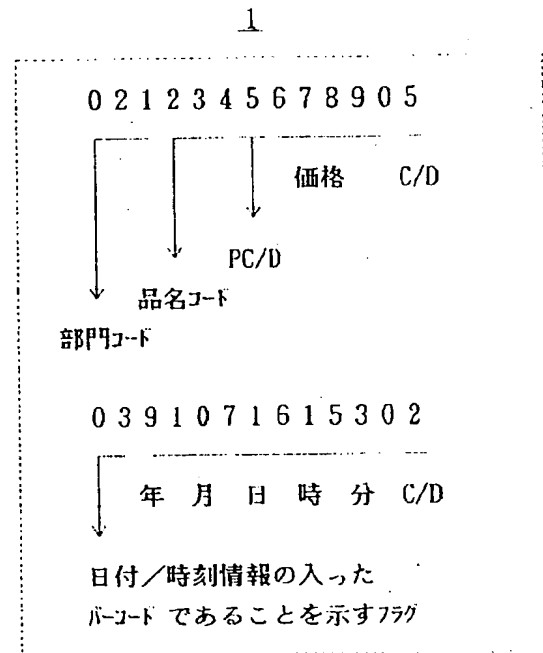 1
0 2 1 2 3 4 5 6 7 8 9 0 5
価格 C/D
PC/D
品名ｺｰﾄﾞ
部門ｺｰﾄﾞ
0 3 9 1 0 7 1 6 1 5 3 0 2
年 月 日 時 分 C/D
日付／時刻情報の入った
ﾊﾞｰｺｰﾄﾞ であることを示すﾌﾗｸﾞ